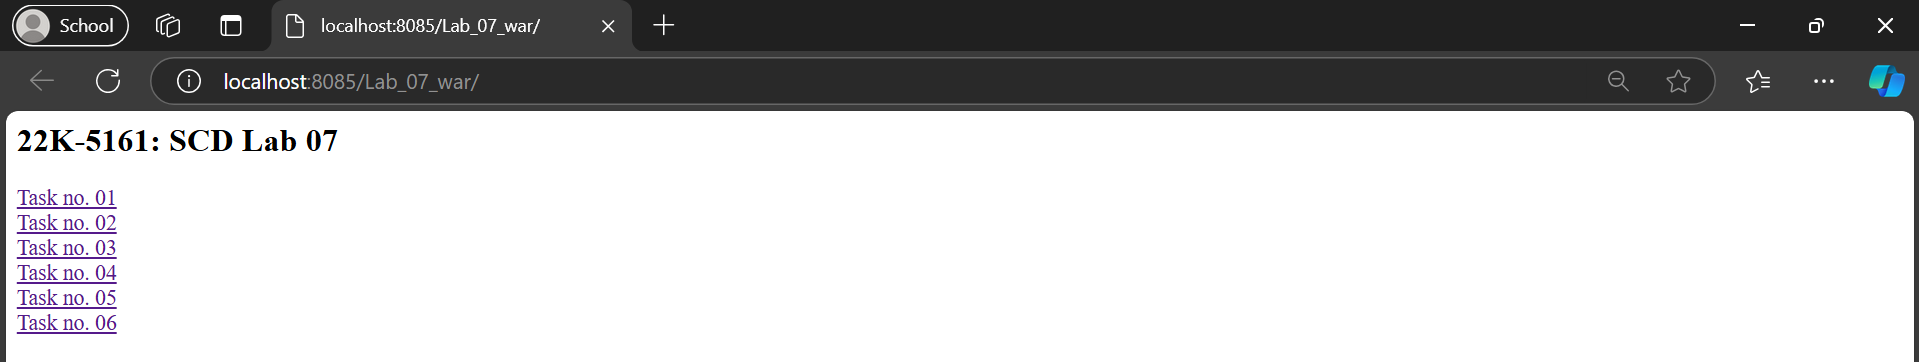 School
localhost:8085/Lab_07_war/
localhost:8085/Lab_07_war/
22K-5161: SCD Lab 07
Task no. 01
Task no. 02
Task no. 03
Task no. 04
Task no. 05
Task no. 06